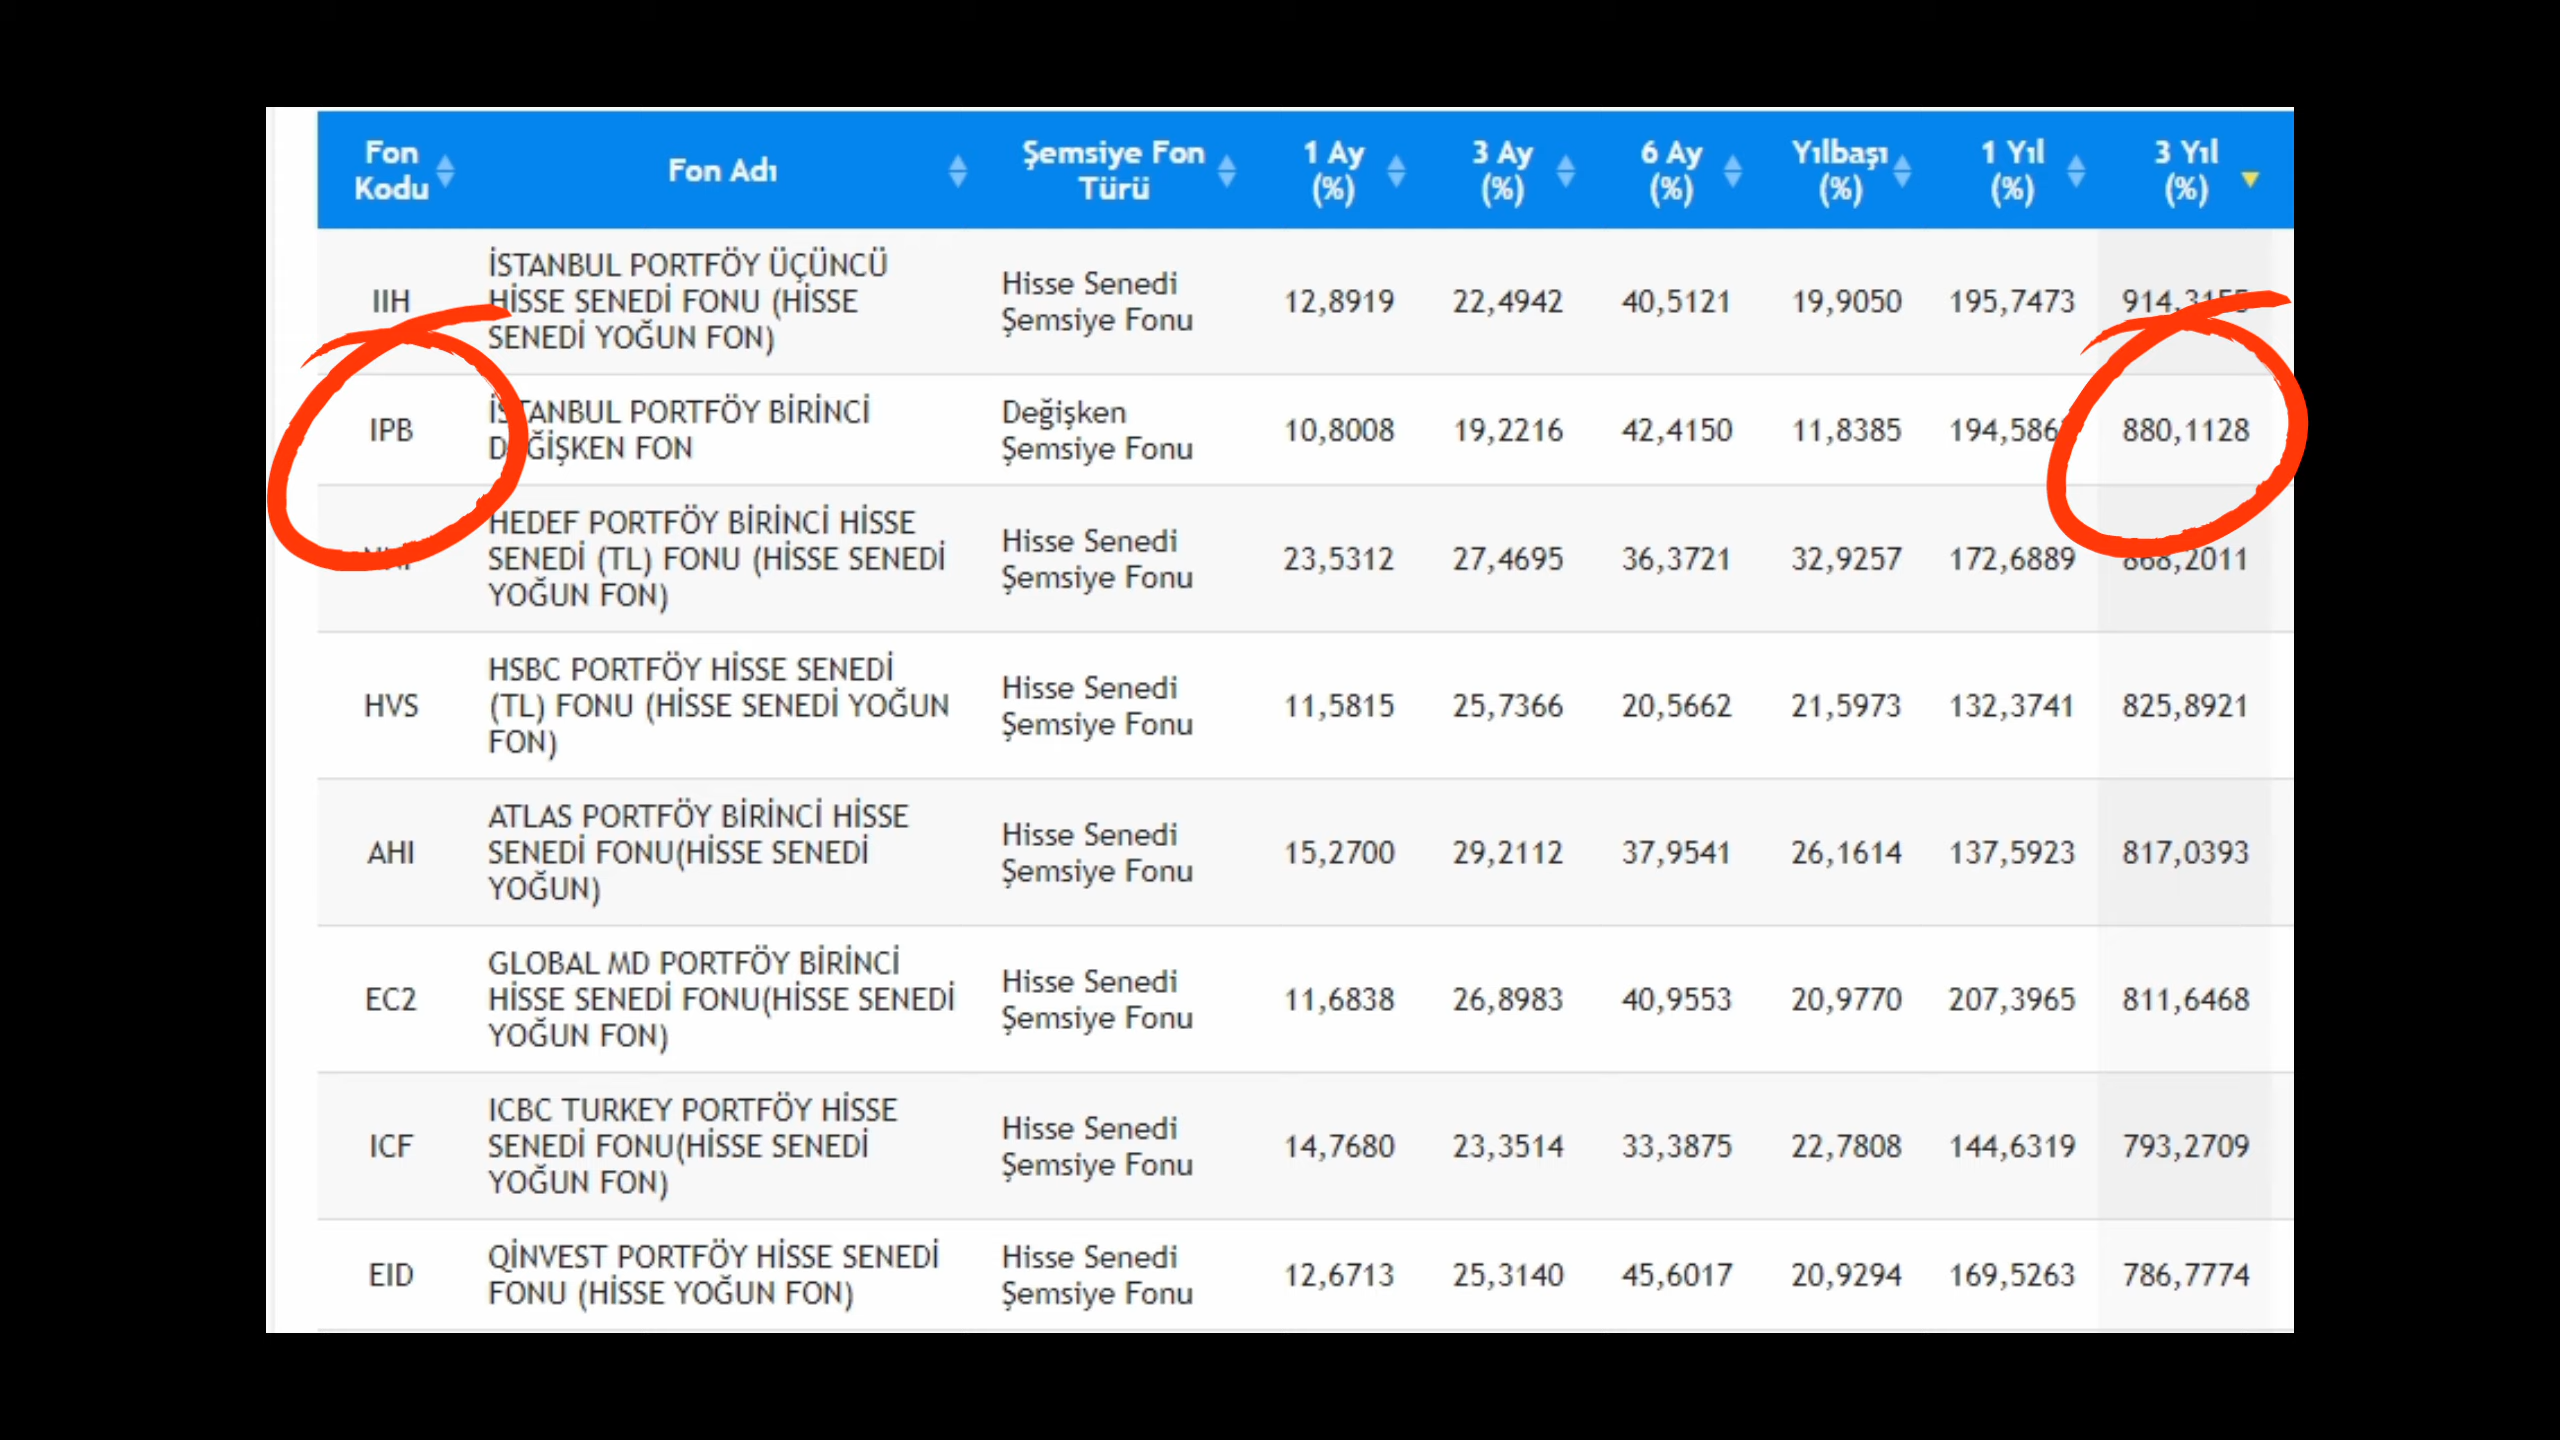 Fon Kodu Fon Adı Şemsiye Fon Türü 1 Ay (%) 3 Ay (%) 6 Ay (%) Yılbaşı (%) 1 Yıl (%) 3 Yıl (%)
İSTANBUL PORTFÖY ÜÇÜNCÜ
IIH HİSSE SENEDİ FONU (HİSSE Hisse Senedi Şemsiye Fonu 12,8919 22,4942 40,5121 19,9050 195,7473
SENEDİ YOĞUN FON)
İSTANBUL PORTFÖY BİRİNCİ
IPB DEĞİŞKEN FON Değişken Şemsiye Fonu 10,8008 19,2216 42,4150 11,8385 880,1128
HEDEF PORTFÖY BİRİNCİ HİSSE
SENEDİ (TL) FONU (HİSSE SENEDİ Hisse Senedi Şemsiye Fonu 23,5312 27,4695 36,3721 32,9257 172,6889 868,2011
YOĞUN FON)
HSBC PORTFÖY HİSSE SENEDİ
HVS (TL) FONU (HİSSE SENEDİ YOĞUN Hisse Senedi Şemsiye Fonu 11,5815 25,7366 20,5662 21,5973 132,3741 825,8921
FON)
ATLAS PORTFÖY BİRİNCİ HİSSE
AHI SENEDİ FONU(HİSSE SENEDİ Hisse Senedi Şemsiye Fonu 15,2700 29,2112 37,9541 26,1614 137,5923 817,0393
YOĞUN)
GLOBAL MD PORTFÖY BİRİNCİ
EC2 HİSSE SENEDİ FONU(HİSSE SENEDİ Hisse Senedi Şemsiye Fonu 11,6838 26,8983 40,9553 20,9770 207,3965 811,6468
YOĞUN FON)
ICBC TURKEY PORTFÖY HİSSE
ICF SENEDİ FONU(HİSSE SENEDİ Hisse Senedi Şemsiye Fonu 14,7680 23,3514 33,3875 22,7808 144,6319 793,2709
YOĞUN FON)
QİNVEST PORTFÖY HİSSE SENEDİ
EID FONU (HİSSE YOĞUN FON) Hisse Senedi Şemsiye Fonu 12,6713 25,3140 45,6017 20,9294 169,5263 786,7774